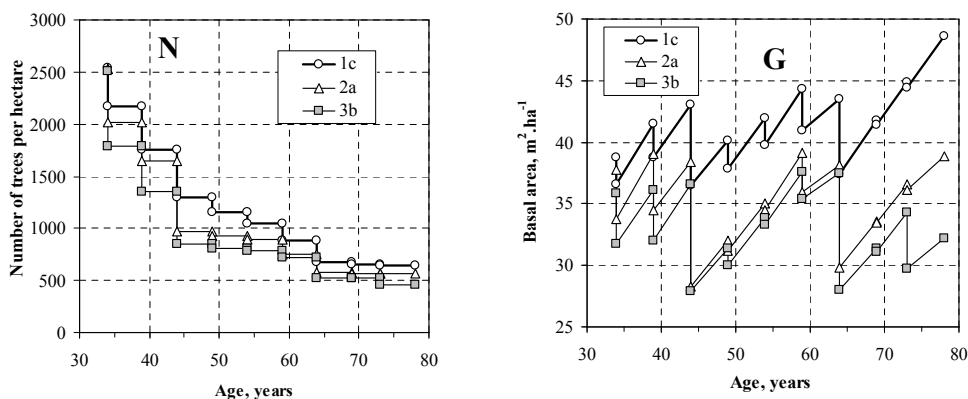 N
1c
2a
3b
Number of trees per hectare
3000
2500
2000
1500
1000
500
0
30 40 50 60 70 80
Age, years
G
1c
2a
3b
Basal area, m².ha⁻¹
50
45
40
35
30
25
30 40 50 60 70 80
Age, years